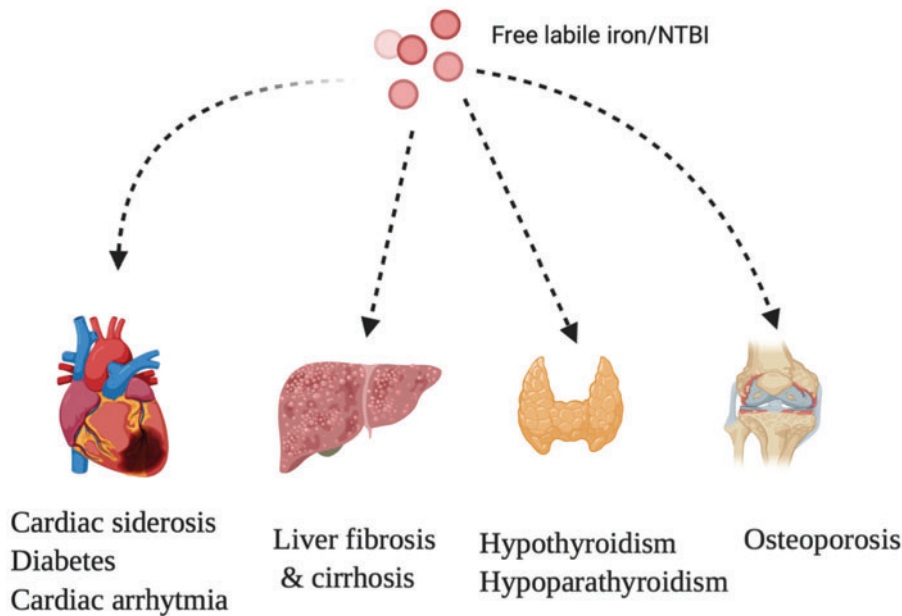 Free labile iron/NTBI
Cardiac siderosis
Diabetes
Cardiac arrhytmia
Liver fibrosis
& cirrhosis
Hypothyroidism
Hypoparathyroidism
Osteoporosis